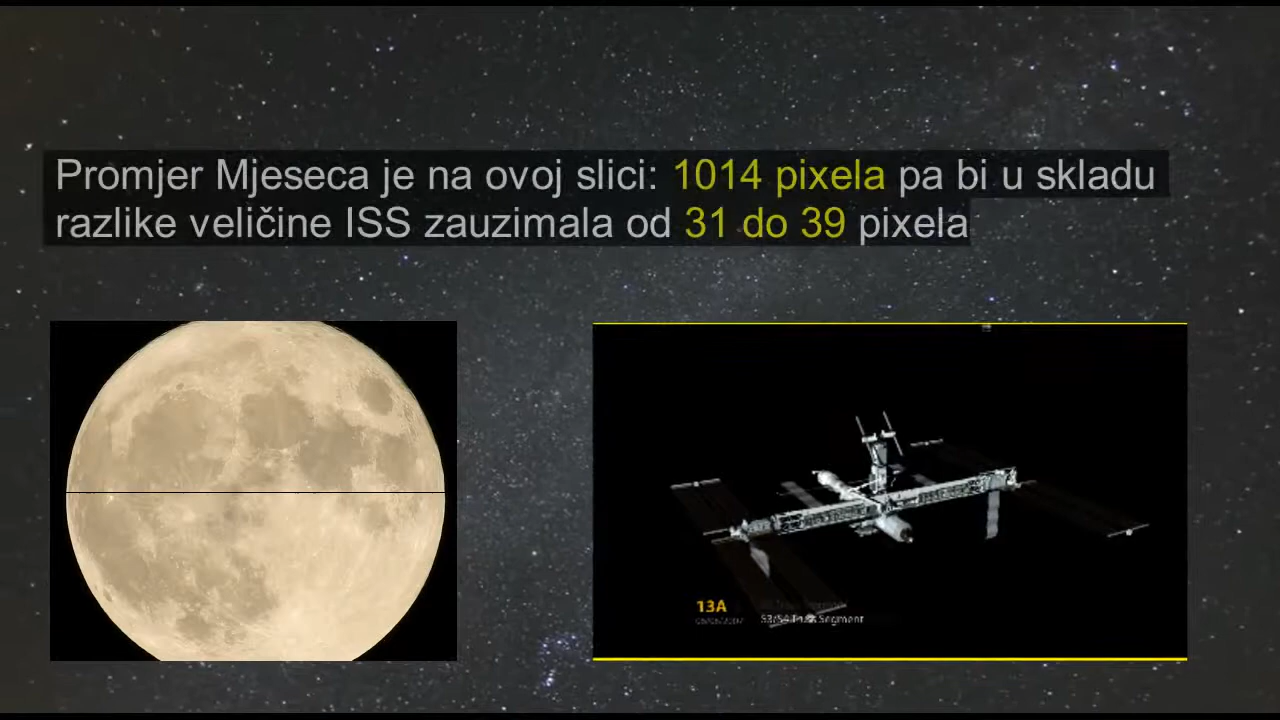 Promjer Mjeseca je na ovoj slici: 1014 pixela pa bi u skladu
razlike veličine ISS zauzimala od 31 do 39 pixela
13A
Segment